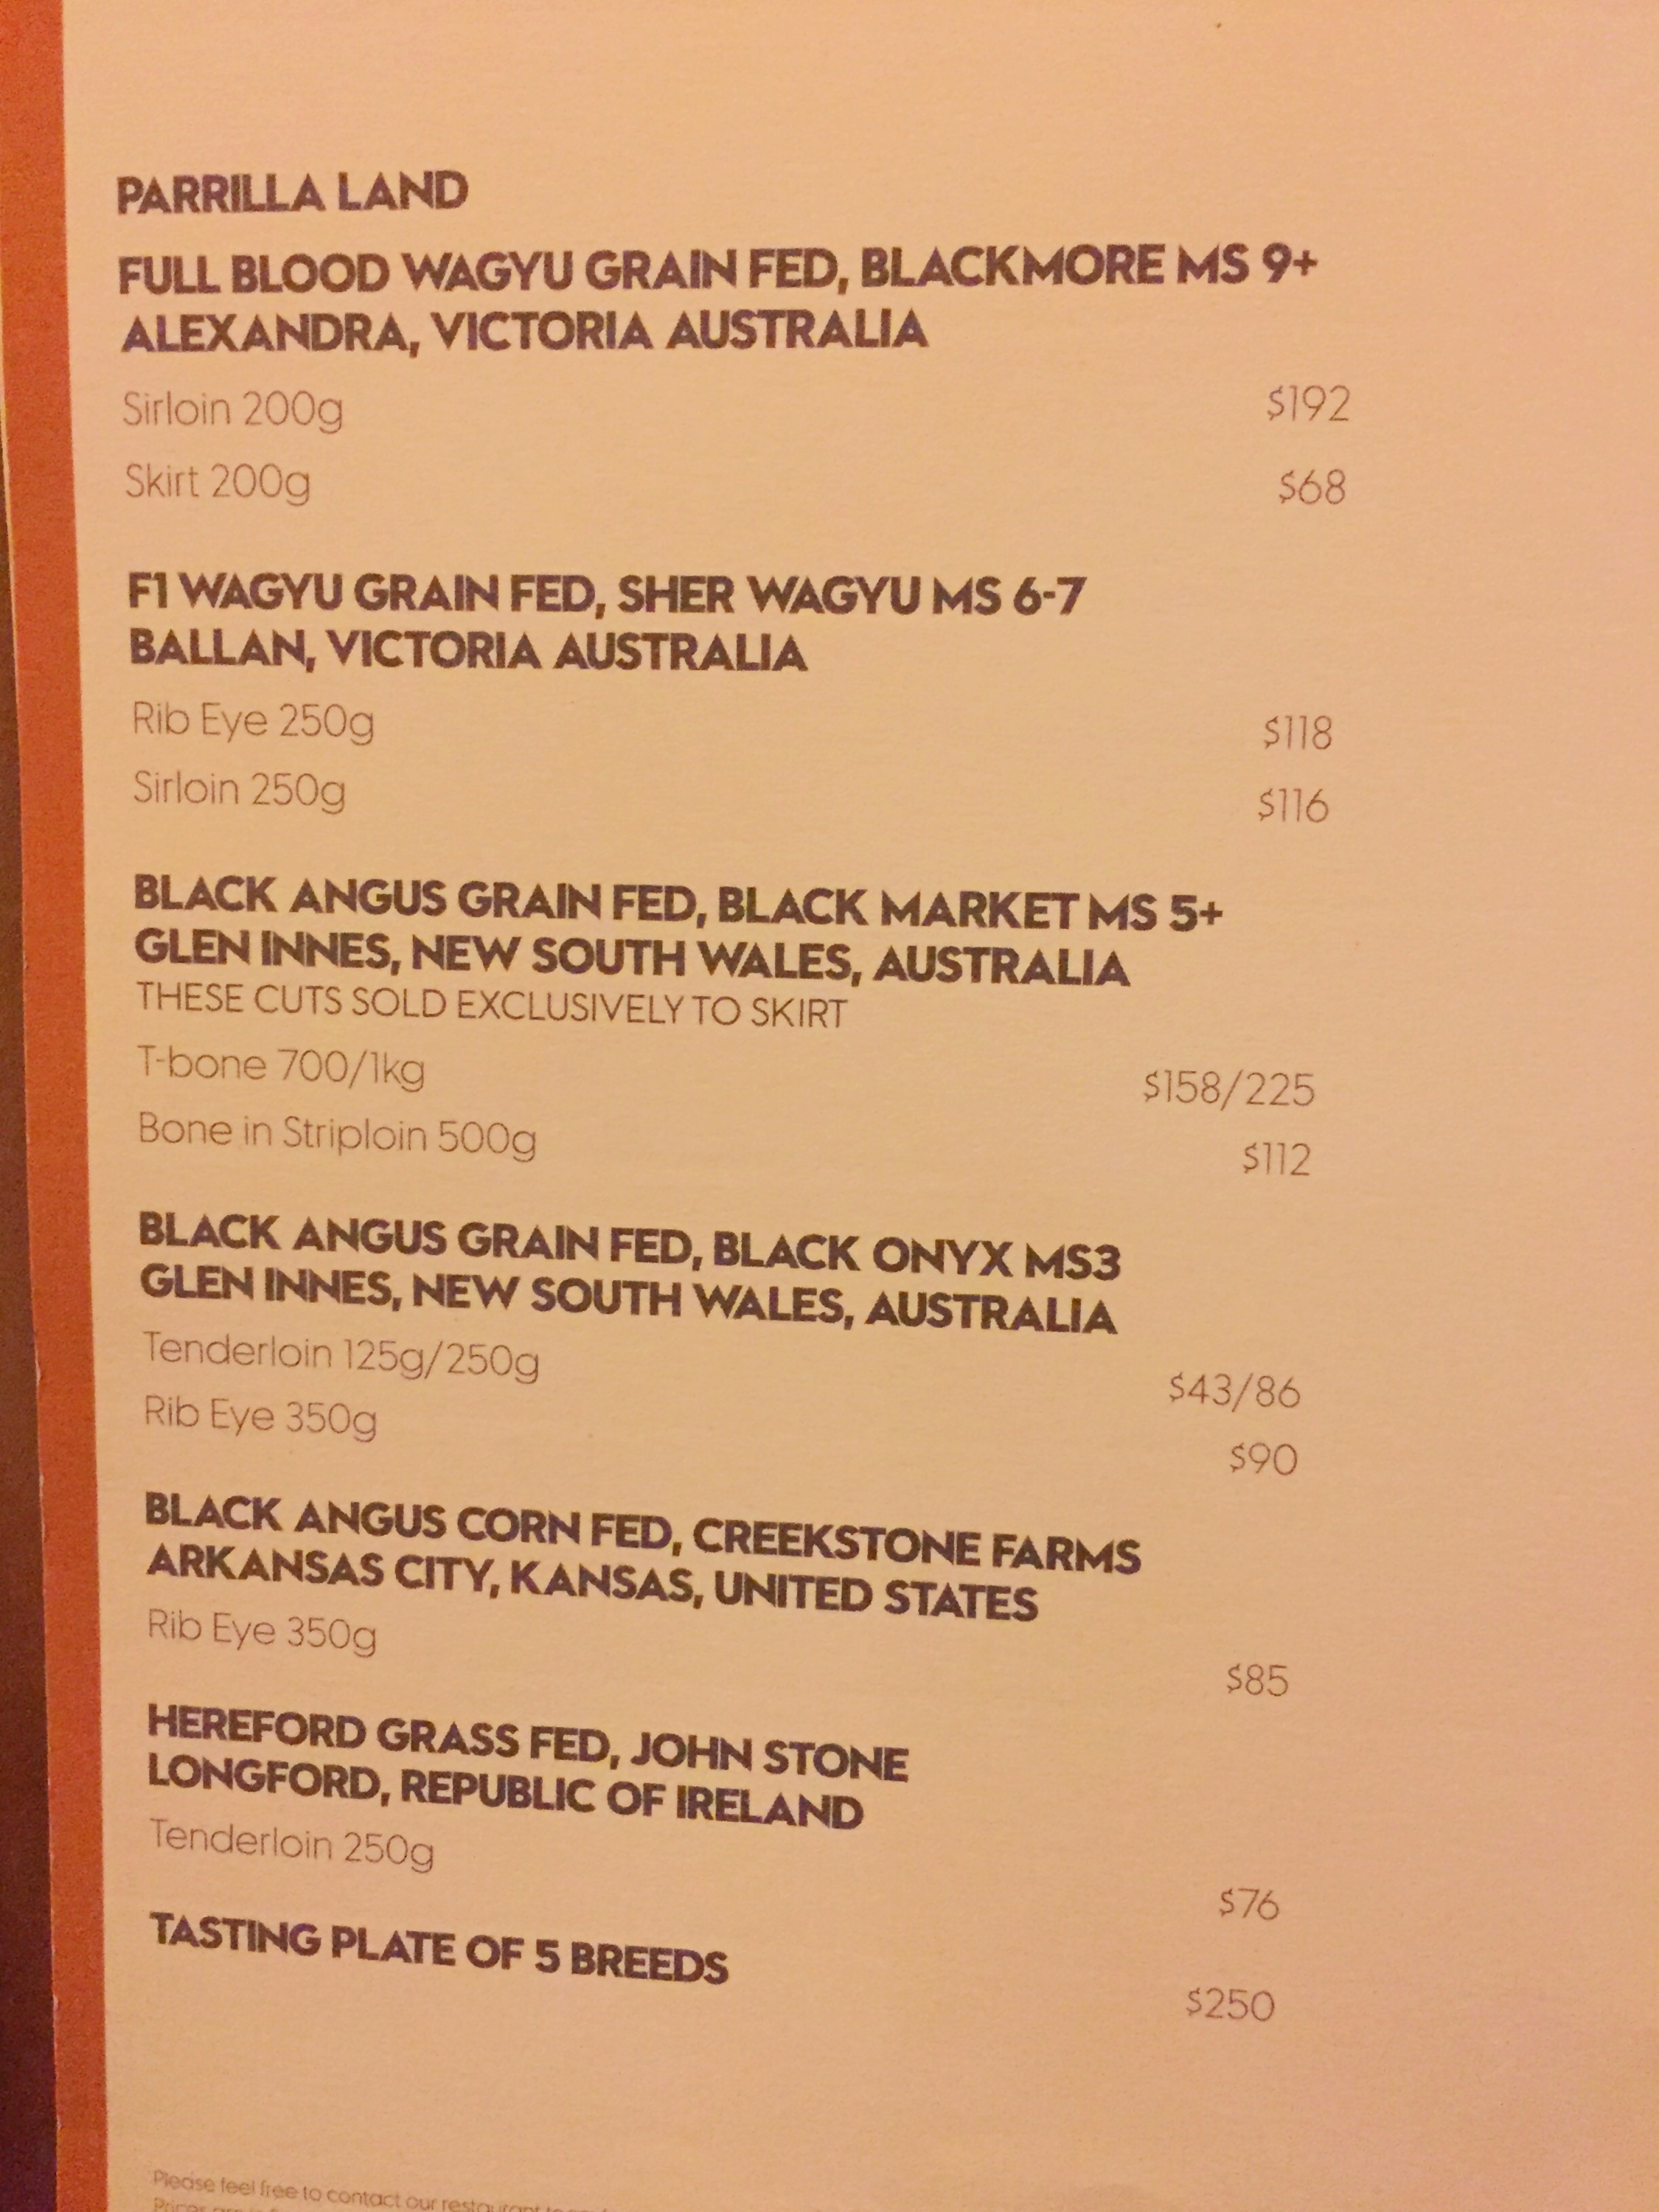 PARRILLA LAND
FULL BLOOD WAGYU GRAIN FED, BLACKMORE MS 9+
ALEXANDRA, VICTORIA AUSTRALIA
Sirloin 200g $192
Skirt 200g $68
F1 WAGYU GRAIN FED, SHER WAGYU MS 6-7
BALLAN, VICTORIA AUSTRALIA
Rib Eye 250g $118
Sirloin 250g $116
BLACK ANGUS GRAIN FED, BLACK MARKET MS 5+
GLEN INNES, NEW SOUTH WALES, AUSTRALIA
THESE CUTS SOLD EXCLUSIVELY TO SKIRT
T-bone 700/1kg $158/225
Bone in Striploin 500g $112
BLACK ANGUS GRAIN FED, BLACK ONYX MS3
GLEN INNES, NEW SOUTH WALES, AUSTRALIA
Tenderloin 125g/250g $43/86
Rib Eye 350g $90
BLACK ANGUS CORN FED, CREEKSTONE FARMS
ARKANSAS CITY, KANSAS, UNITED STATES
Rib Eye 350g $85
HEREFORD GRASS FED, JOHN STONE
LONGFORD, REPUBLIC OF IRELAND
Tenderloin 250g $76
TASTING PLATE OF 5 BREEDS $250
Please feel free to contact our restaurant